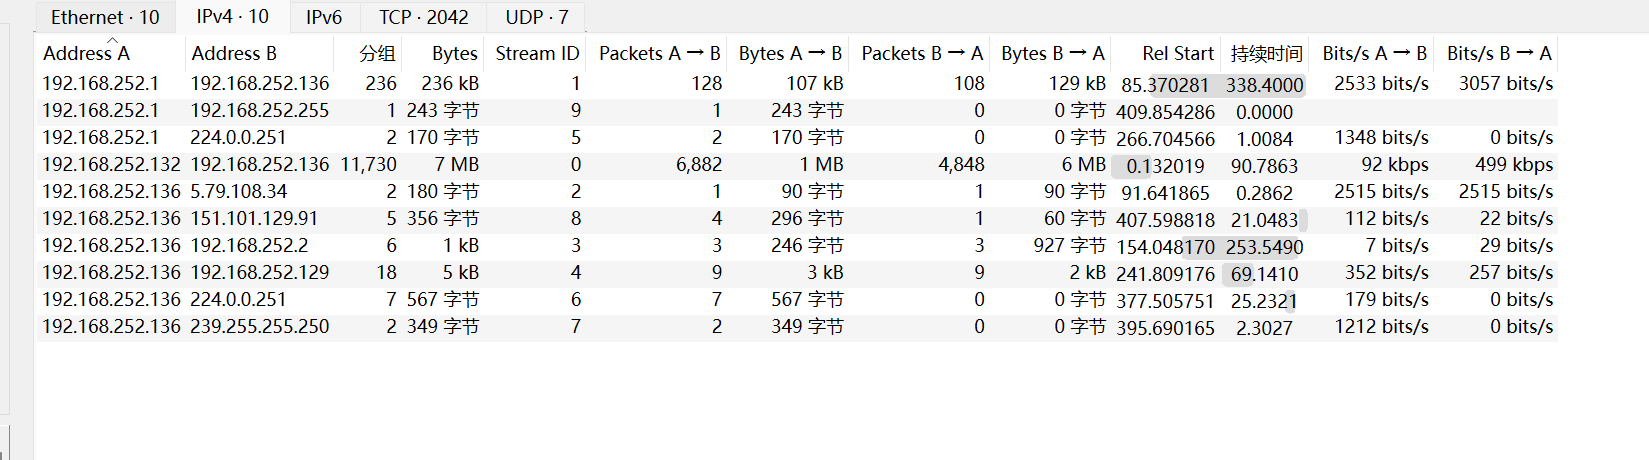 Ethernet · 10 IPv4 · 10 IPv6 TCP · 2042 UDP · 7
Address A Address B 分组 Bytes Stream ID Packets A → B Bytes A → B Packets B → A Bytes B → A Rel Start 持续时间 Bits/s A → B Bits/s B → A
192.168.252.1 192.168.252.136 236 236 kB 1 128 107 kB 108 129 kB 85.370281 338.4000 2533 bits/s 3057 bits/s
192.168.252.1 192.168.252.255 1 243 字节 9 1 243 字节 0 0 字节 409.854286 0.0000
192.168.252.1 224.0.0.251 2 170 字节 5 2 170 字节 0 0 字节 266.704566 1.0084 1348 bits/s 0 bits/s
192.168.252.132 192.168.252.136 11,730 7 MB 0 6,882 1 MB 4,848 6 MB 0.132019 90.7863 92 kbps 499 kbps
192.168.252.136 5.79.108.34 2 180 字节 2 1 90 字节 1 90 字节 91.641865 0.2862 2515 bits/s 2515 bits/s
192.168.252.136 151.101.129.91 5 356 字节 8 4 296 字节 1 60 字节 407.598818 21.0483 112 bits/s 22 bits/s
192.168.252.136 192.168.252.2 6 1 kB 3 3 246 字节 3 927 字节 154.048170 253.5490 7 bits/s 29 bits/s
192.168.252.136 192.168.252.129 18 5 kB 4 9 3 kB 9 2 kB 241.809176 69.1410 352 bits/s 257 bits/s
192.168.252.136 224.0.0.251 7 567 字节 6 7 567 字节 0 0 字节 377.505751 25.2321 179 bits/s 0 bits/s
192.168.252.136 239.255.255.250 2 349 字节 7 2 349 字节 0 0 字节 395.690165 2.3027 1212 bits/s 0 bits/s